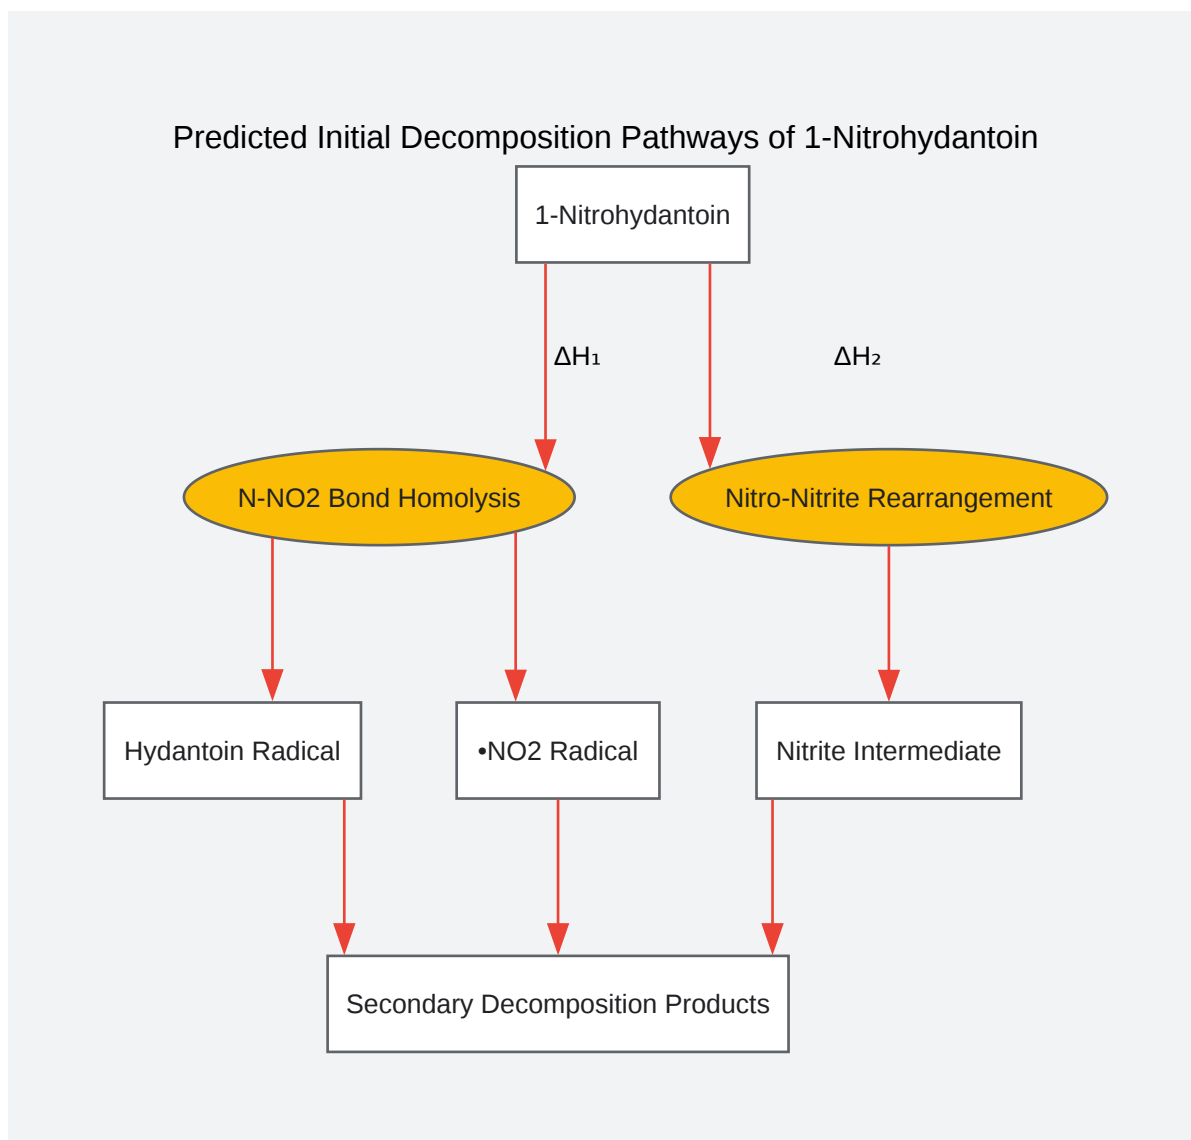 Predicted Initial Decomposition Pathways of 1-Nitrohydantoin
1-Nitrohydantoin
ΔH₁
ΔH₂
N-NO2 Bond Homolysis
Nitro-Nitrite Rearrangement
Hydantoin Radical
•NO2 Radical
Nitrite Intermediate
Secondary Decomposition Products